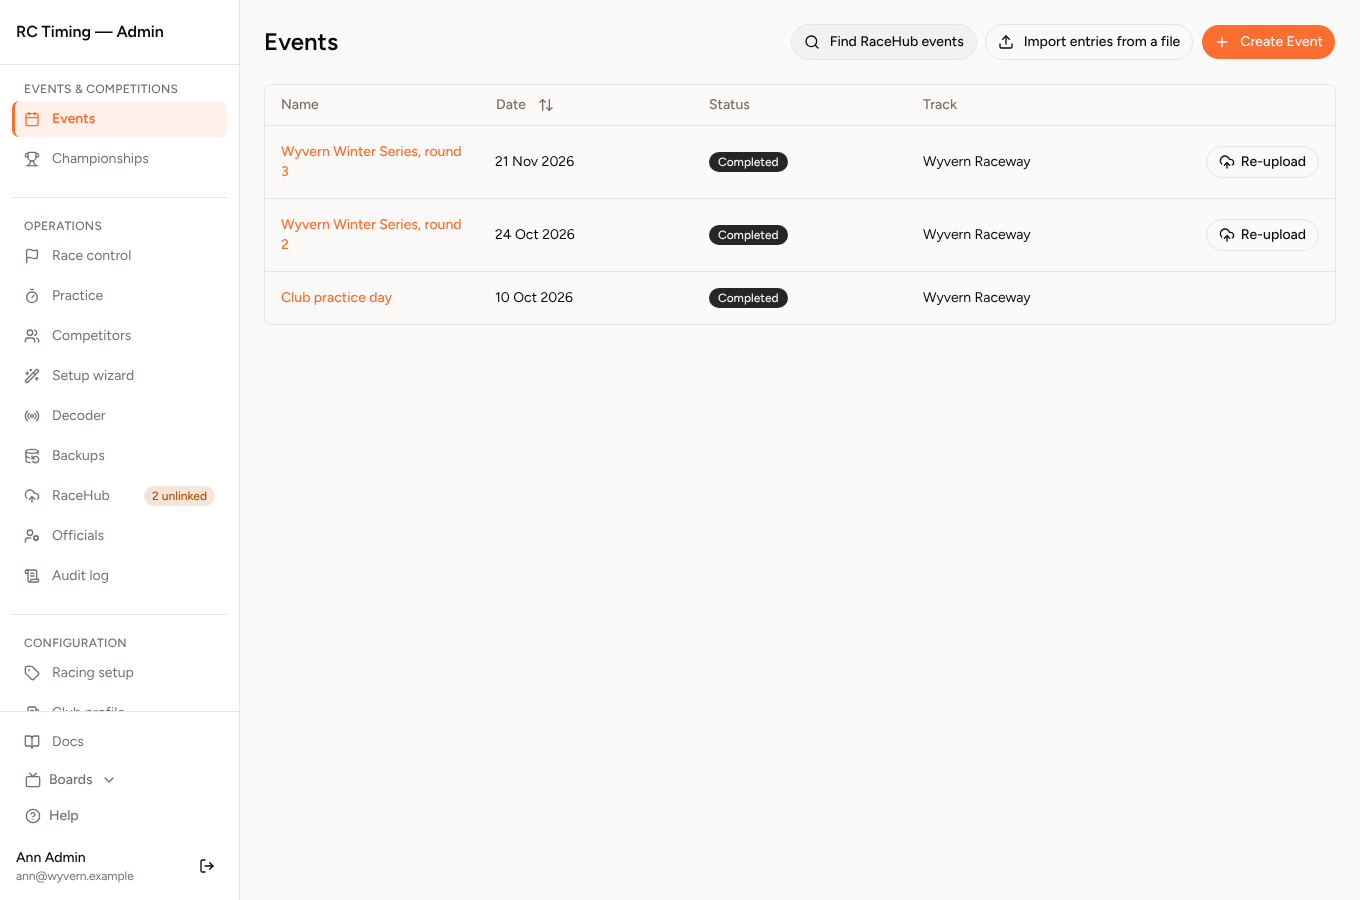 RC Timing — Admin
EVENTS & COMPETITIONS
Events
Championships
OPERATIONS
Race control
Practice
Competitors
Setup wizard
Decoder
Backups
RaceHub
2 unlinked
Officials
Audit log
CONFIGURATION
Racing setup
Club profile
Docs
Boards
Help
Ann Admin
ann@wyvern.example
Events
Find RaceHub events
Import entries from a file
Create Event
Name Date Status Track
Wyvern Winter Series, round
3
21 Nov 2026 Completed Wyvern Raceway Re-upload
Wyvern Winter Series, round
2
24 Oct 2026 Completed Wyvern Raceway Re-upload
Club practice day 10 Oct 2026 Completed Wyvern Raceway